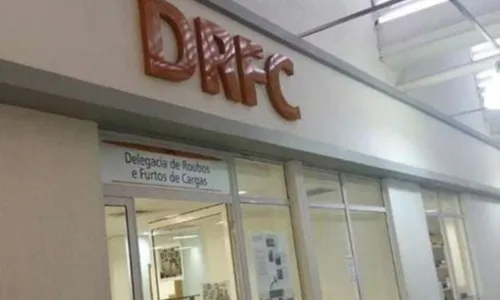 DRFC
Delegacia de Roubos
e Furtos de Cargas